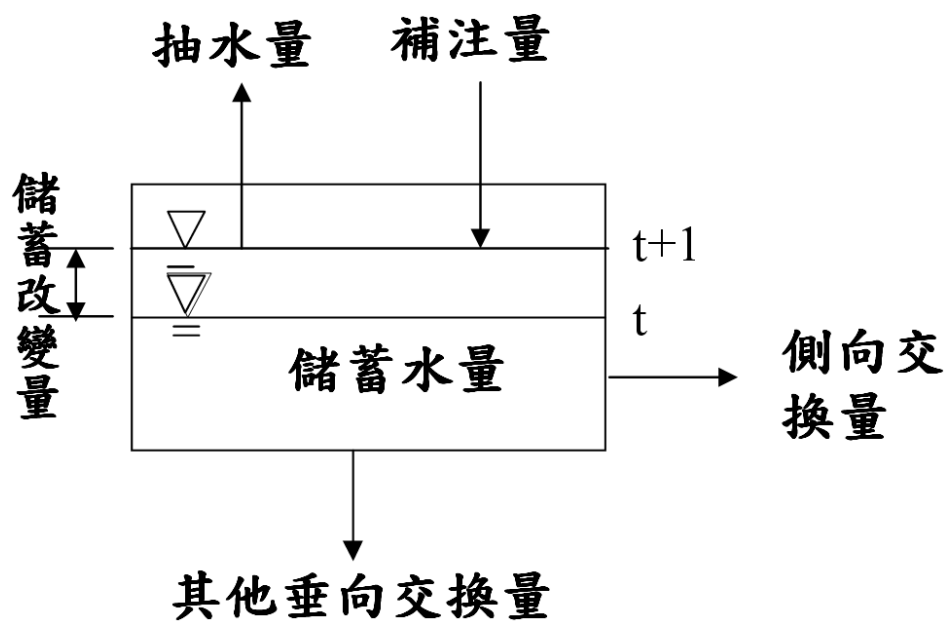 抽水量
補注量
儲蓄改變量
t+1
t
儲蓄水量
側向交
換量
其他垂向交換量